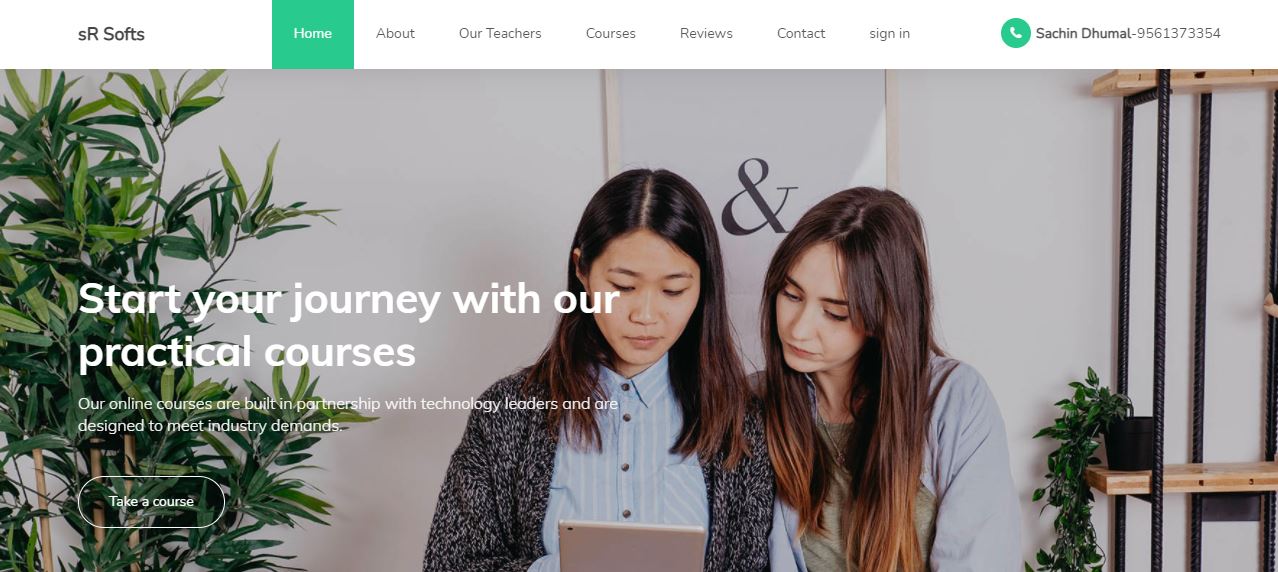 sR Softs
Home
About
Our Teachers
Courses
Reviews
Contact
sign in
Sachin Dhumal-9561373354
&
Start your journey with our
practical courses
Our online courses are built in partnership with technology leaders and are
designed to meet industry demands.
Take a course